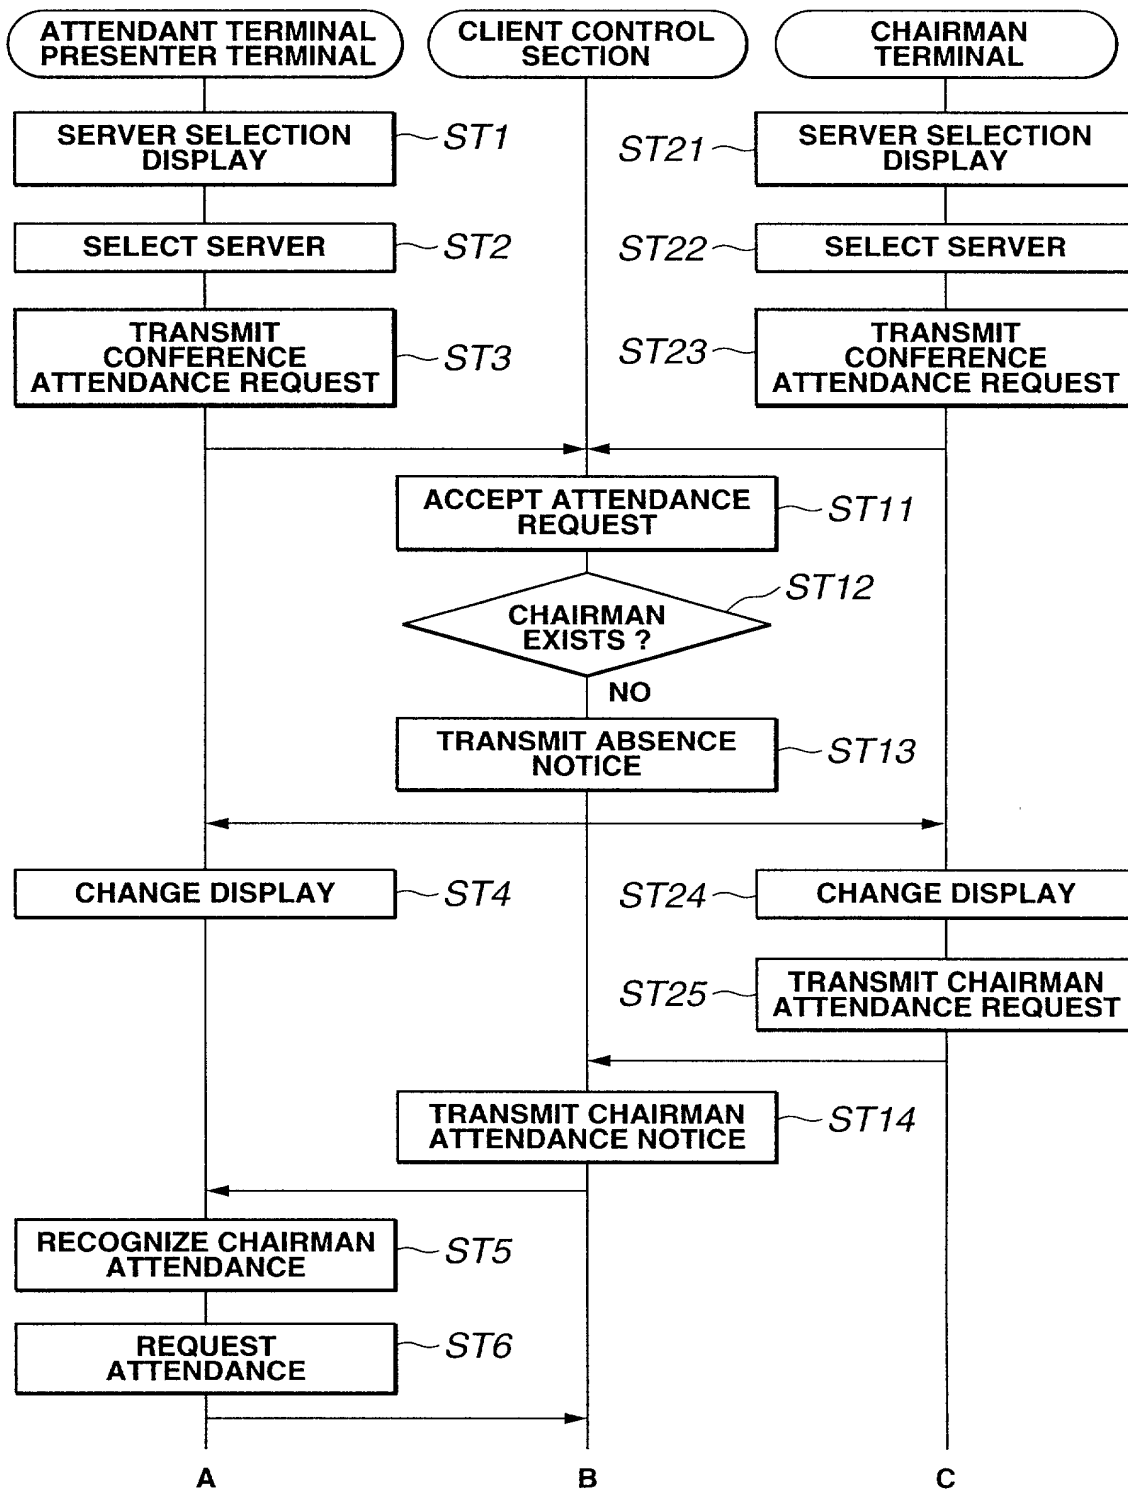 ATTENDANT TERMINAL
PRESENTER TERMINAL
CLIENT CONTROL
SECTION
CHAIRMAN
TERMINAL
SERVER SELECTION
DISPLAY
ST1
ST21
SERVER SELECTION
DISPLAY
SELECT SERVER
ST2
ST22
SELECT SERVER
TRANSMIT
CONFERENCE
ATTENDANCE REQUEST
ST3
ST23
TRANSMIT
CONFERENCE
ATTENDANCE REQUEST
ACCEPT ATTENDANCE
REQUEST
ST11
CHAIRMAN
EXISTS ?
ST12
NO
TRANSMIT ABSENCE
NOTICE
ST13
CHANGE DISPLAY
ST4
ST24
CHANGE DISPLAY
ST25
TRANSMIT CHAIRMAN
ATTENDANCE REQUEST
TRANSMIT CHAIRMAN
ATTENDANCE NOTICE
ST14
RECOGNIZE CHAIRMAN
ATTENDANCE
ST5
REQUEST
ATTENDANCE
ST6
A
B
C